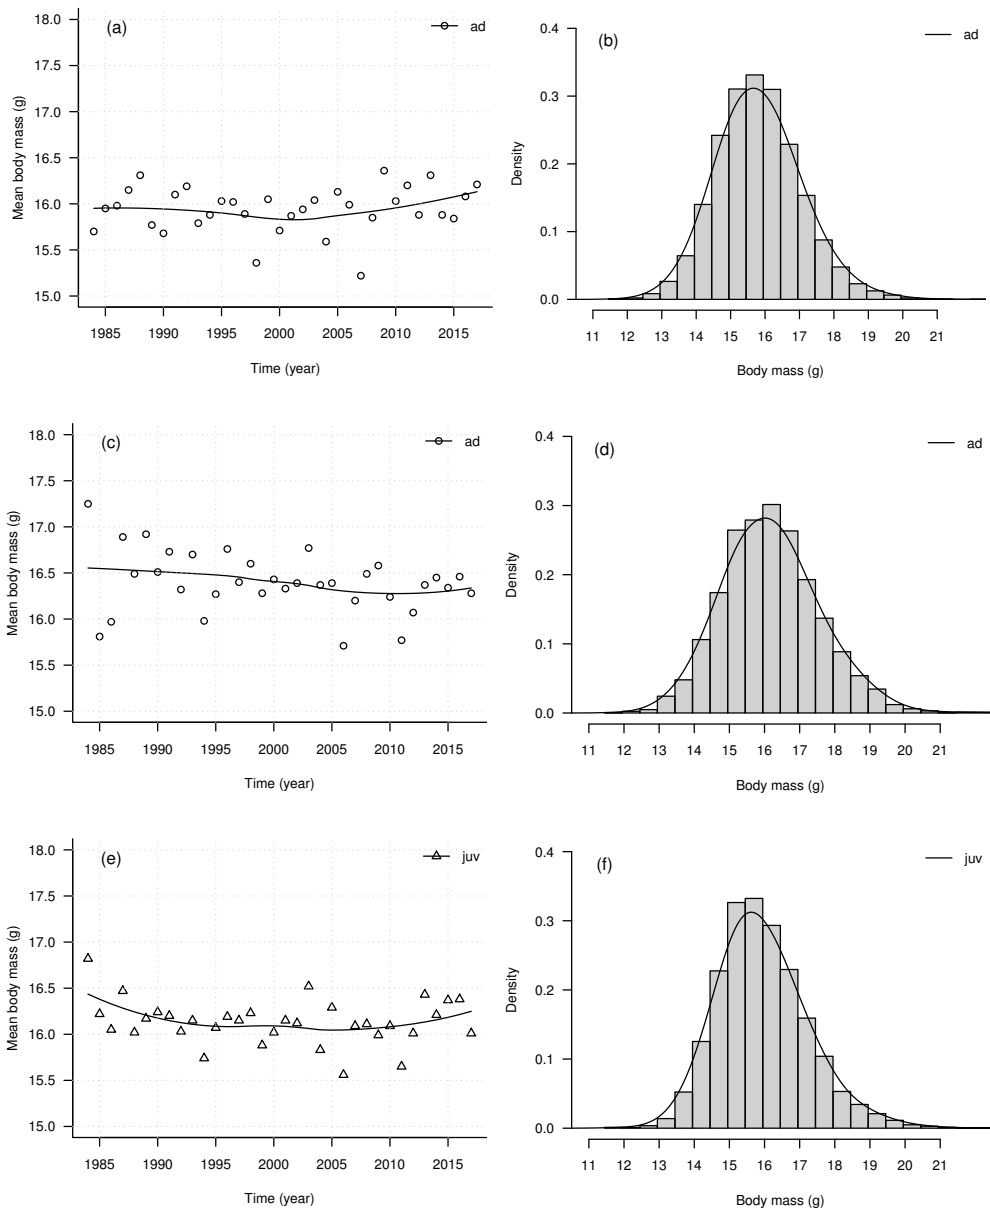 (a)
ad
18.0
17.5
17.0
16.5
16.0
15.5
15.0
Mean body mass (g)
1985 1990 1995 2000 2005 2010 2015
Time (year)
(b)
ad
0.4
0.3
0.2
0.1
0.0
Density
11 12 13 14 15 16 17 18 19 20 21
Body mass (g)
(c)
ad
18.0
17.5
17.0
16.5
16.0
15.5
15.0
Mean body mass (g)
1985 1990 1995 2000 2005 2010 2015
Time (year)
(d)
ad
0.4
0.3
0.2
0.1
0.0
Density
11 12 13 14 15 16 17 18 19 20 21
Body mass (g)
(e)
juv
18.0
17.5
17.0
16.5
16.0
15.5
15.0
Mean body mass (g)
1985 1990 1995 2000 2005 2010 2015
Time (year)
(f)
juv
0.4
0.3
0.2
0.1
0.0
Density
11 12 13 14 15 16 17 18 19 20 21
Body mass (g)